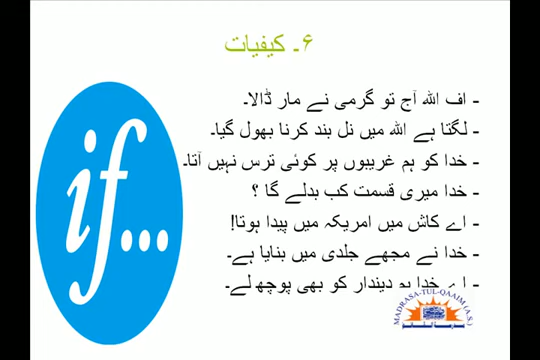 ۶۔ کیفیات
- اف اللہ آج تو گرمی نے مار ڈالا۔
- لگتا ہے اللہ میں نل بند کرنا بھول گیا۔
- خدا کو ہم غریبوں پر کوئی ترس نہیں آتا۔
- خدا میری قسمت کب بدلے گا ؟
- اے کاش میں امریکہ میں پیدا ہوتا!
- خدا نے مجھے جلدی میں بنایا ہے۔
- اے خدا ہم دیندار کو بھی پوچھ لے۔
if...
MADRASA-TUL-QAAIM (A.S.)